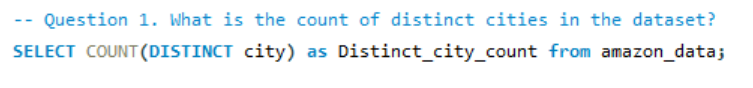 -- Question 1. What is the count of distinct cities in the dataset?
SELECT COUNT(DISTINCT city) as Distinct_city_count from amazon_data;